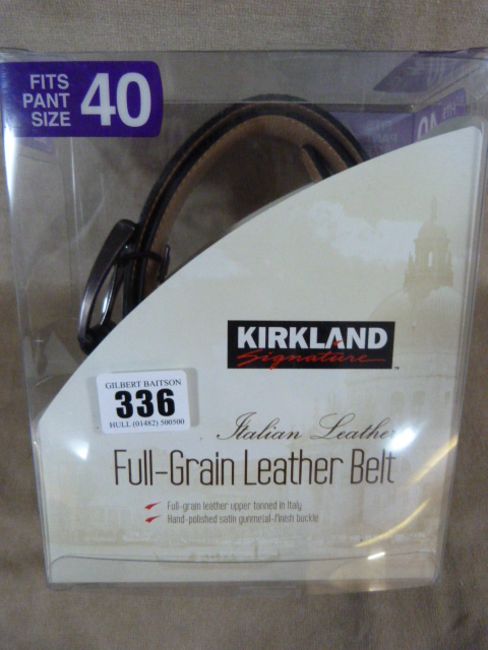 FITS
PANT
SIZE
40
KIRKLAND
Signature
GILBERT BAITSON
336
HULL (01482) 500500
Italian Leather
Full-Grain Leather Belt
Full-grain leather upper tanned in Italy
Hand-polished satin gunmetal-finish buckle